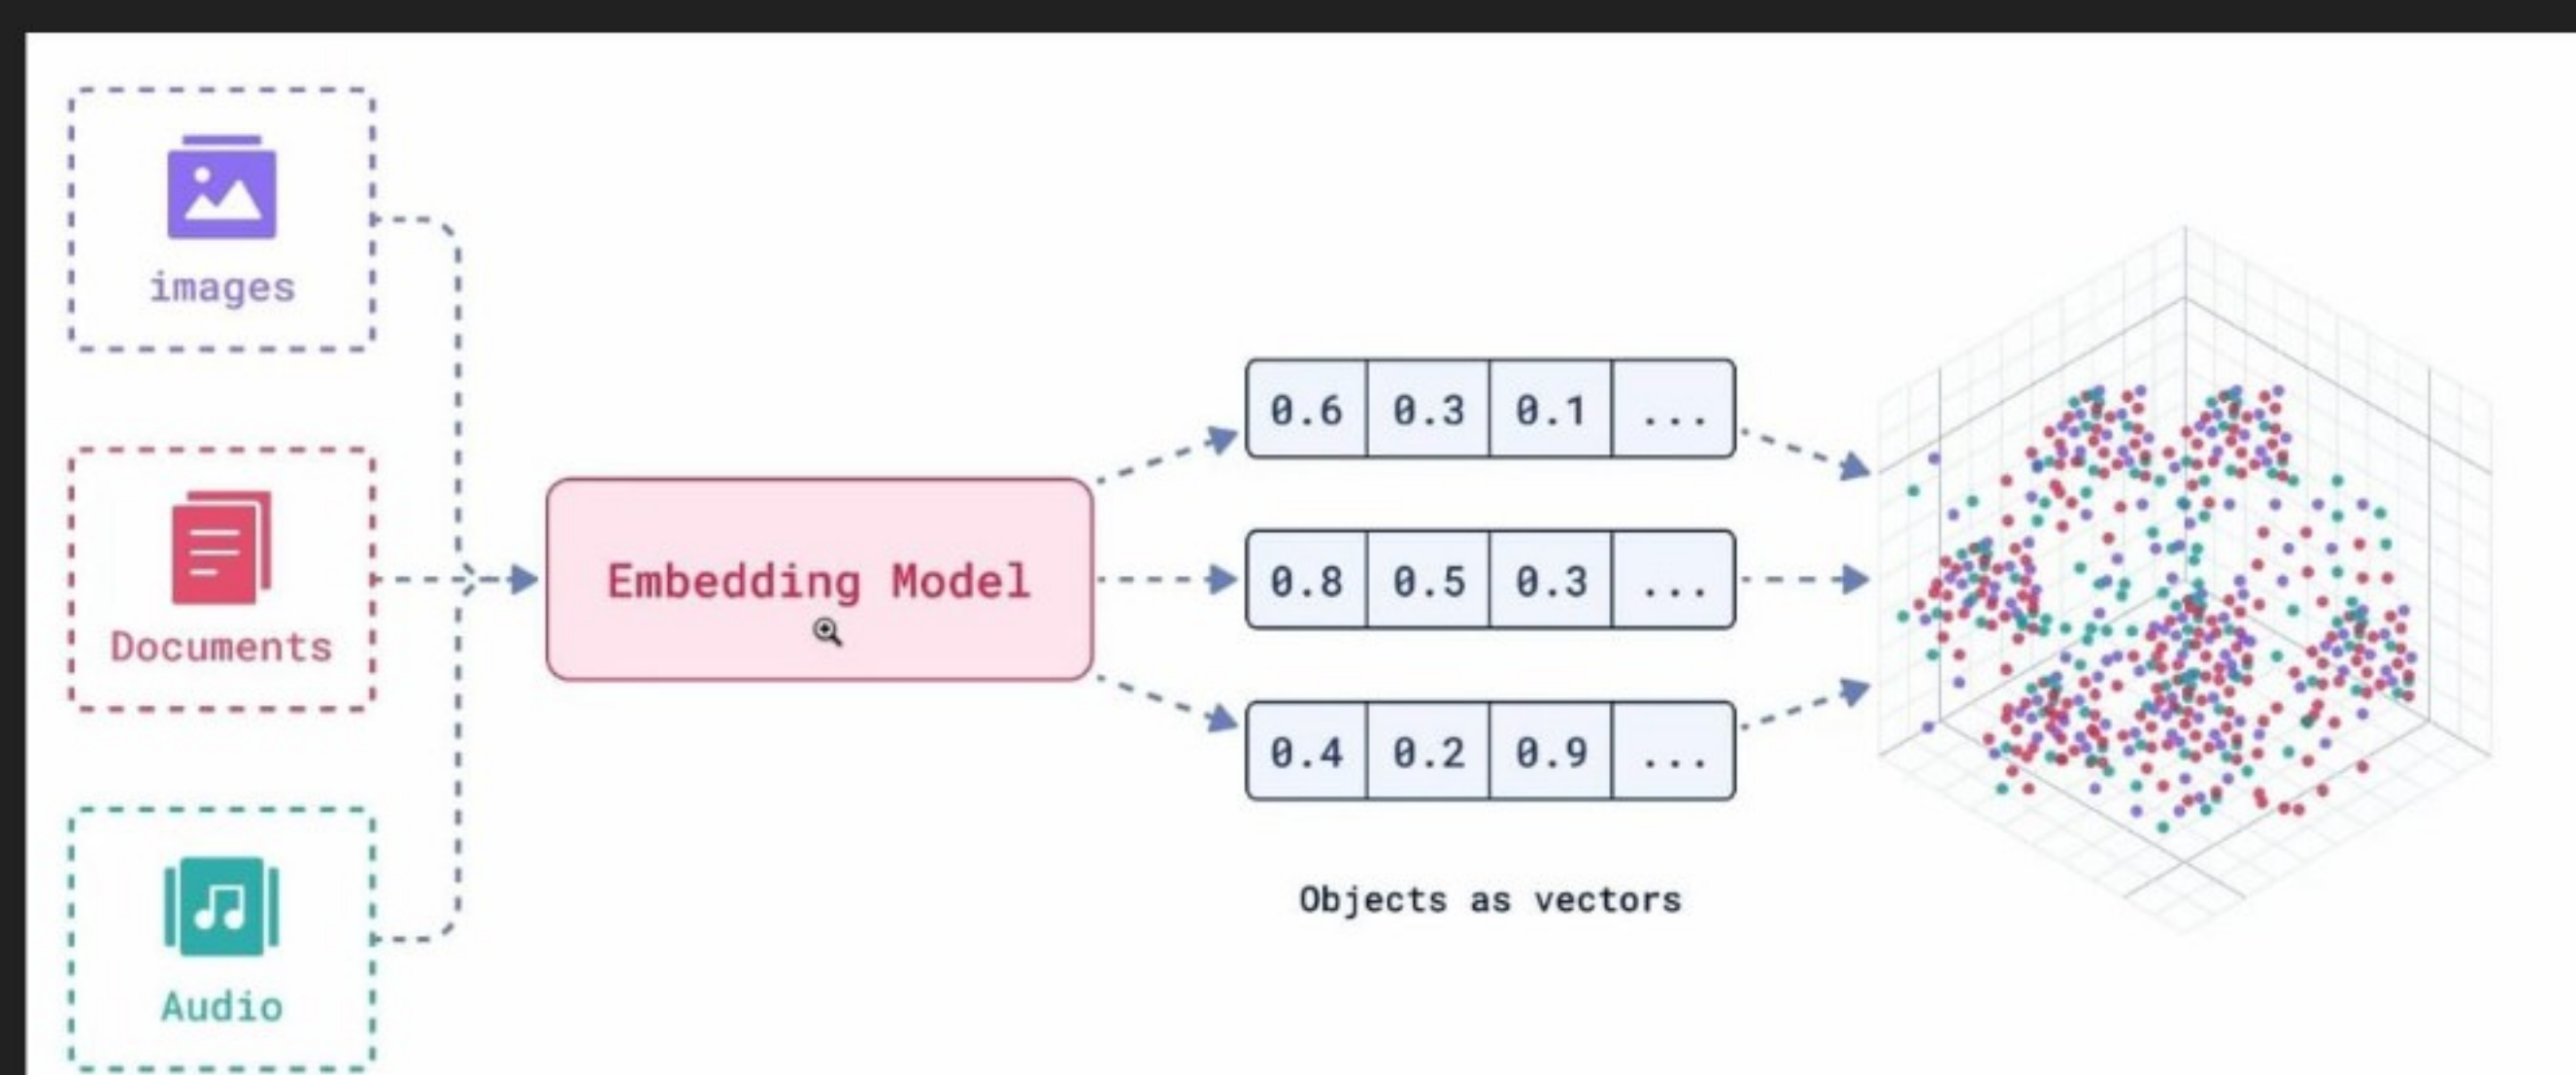 images
Documents
Audio
Embedding Model
0.6 0.3 0.1 ...
0.8 0.5 0.3 ...
0.4 0.2 0.9 ...
Objects as vectors